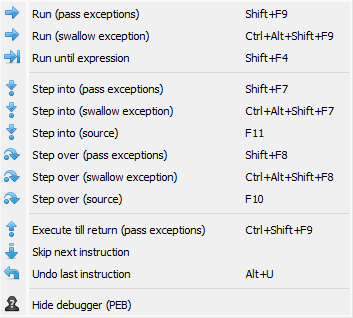 Run (pass exceptions) Shift+F9
Run (swallow exception) Ctrl+Alt+Shift+F9
Run until expression Shift+F4
Step into (pass exceptions) Shift+F7
Step into (swallow exception) Ctrl+Alt+Shift+F7
Step into (source) F11
Step over (pass exceptions) Shift+F8
Step over (swallow exception) Ctrl+Alt+Shift+F8
Step over (source) F10
Execute till return (pass exceptions) Ctrl+Shift+F9
Skip next instruction
Undo last instruction Alt+U
Hide debugger (PEB)